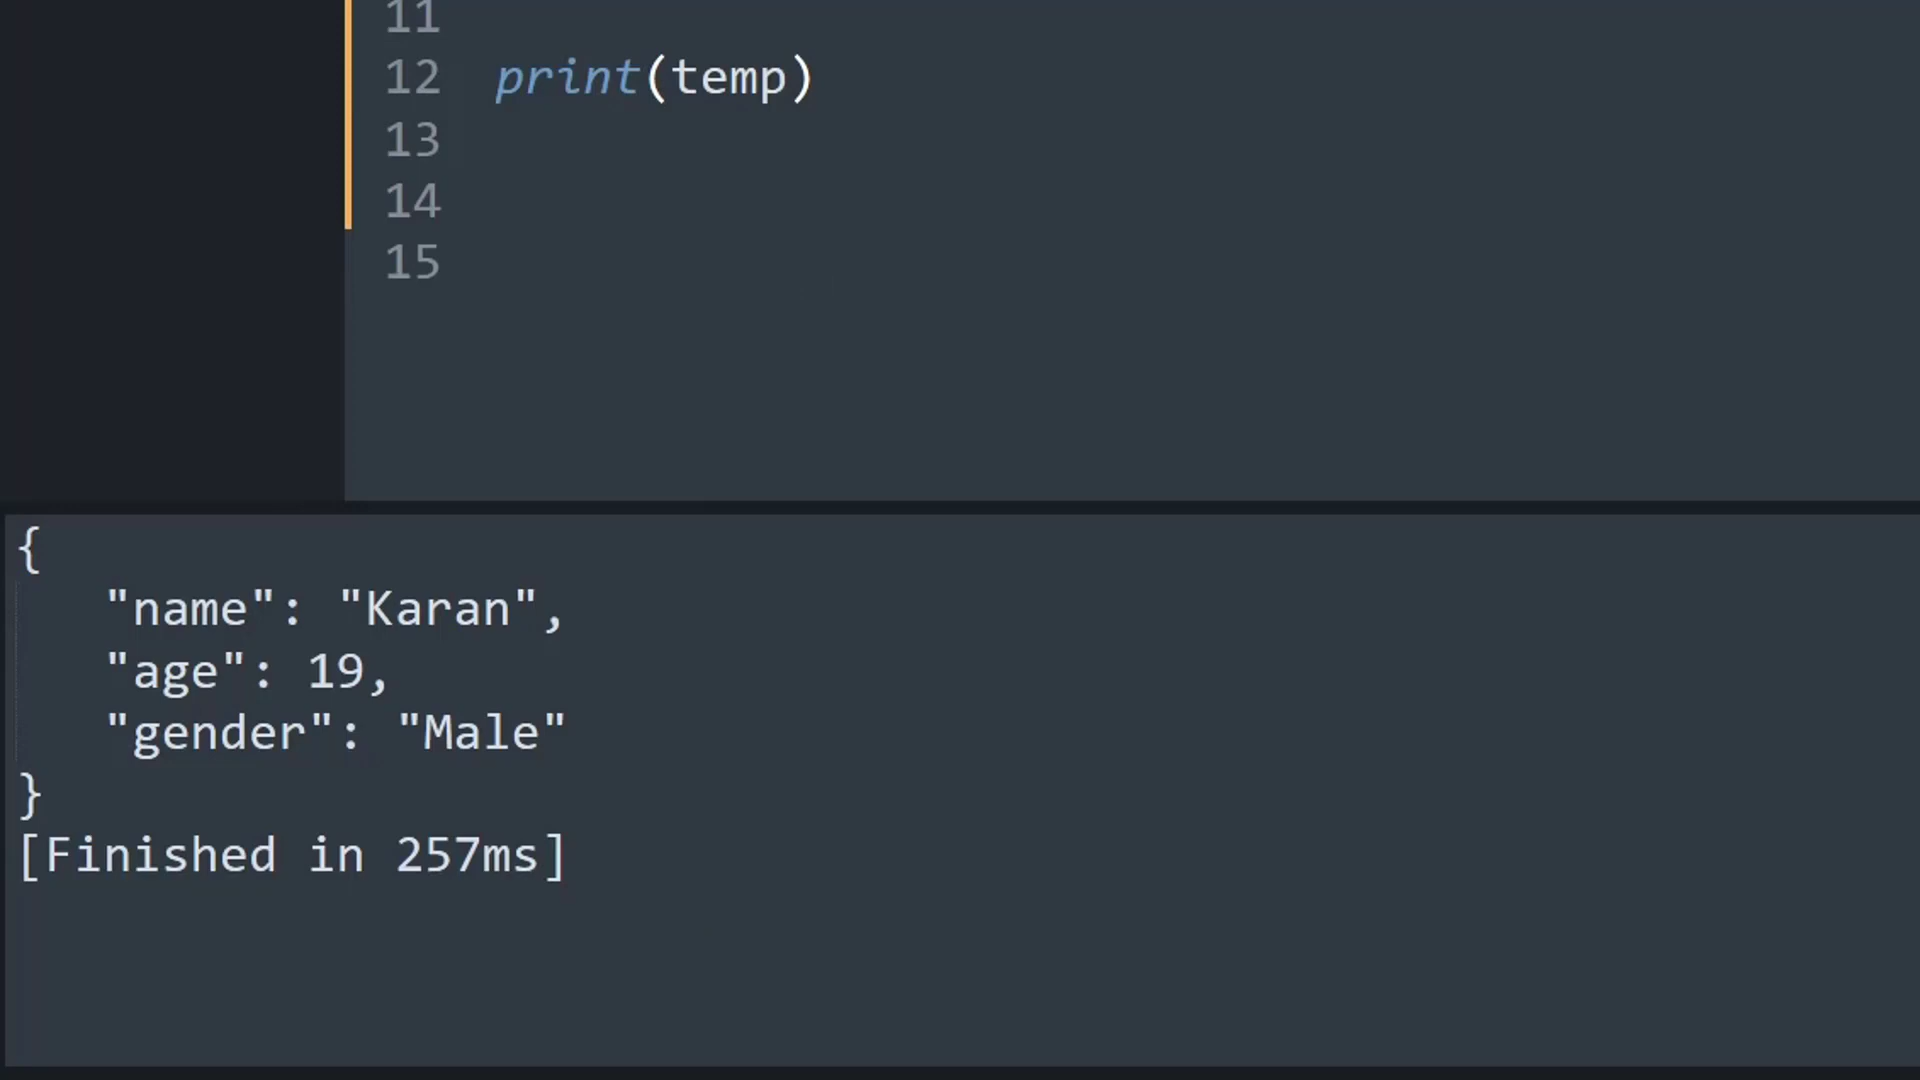 11
12 print(temp)
13
14
15
{
"name": "Karan",
"age": 19,
"gender": "Male"
}
[Finished in 257ms]